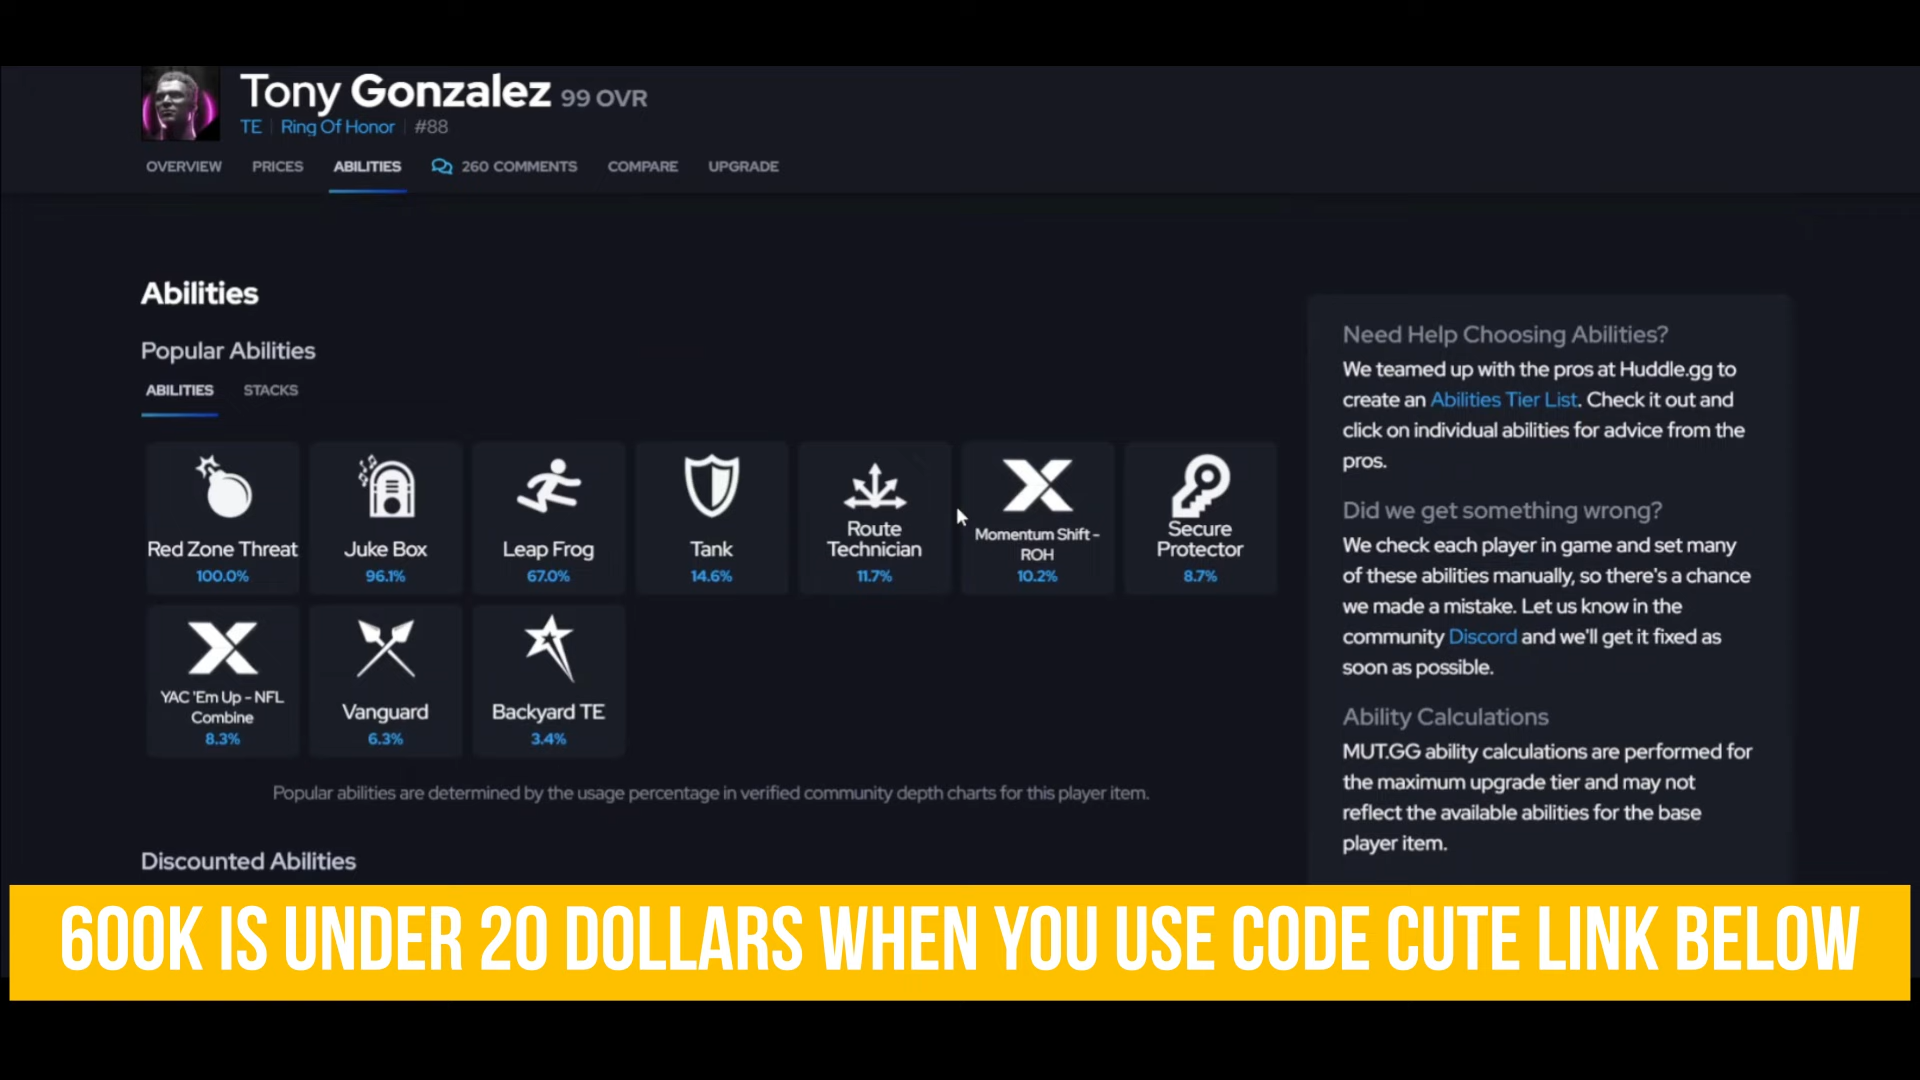 Tony Gonzalez 99 OVR
TE | Ring Of Honor | #88
OVERVIEW PRICES ABILITIES 260 COMMENTS COMPARE UPGRADE
Abilities
Popular Abilities
ABILITIES STACKS
Red Zone Threat
100.0%
Juke Box
96.1%
Leap Frog
67.0%
Tank
14.6%
Route
Technician
11.7%
Momentum Shift -
ROH
10.2%
Secure
Protector
8.7%
YAC 'Em Up - NFL
Combine
8.3%
Vanguard
6.3%
Backyard TE
3.4%
Popular abilities are determined by the usage percentage in verified community depth charts for this player item.
Discounted Abilities
Need Help Choosing Abilities?
We teamed up with the pros at Huddle.gg to
create an Abilities Tier List. Check it out and
click on individual abilities for advice from the
pros.
Did we get something wrong?
We check each player in game and set many
of these abilities manually, so there's a chance
we made a mistake. Let us know in the
community Discord and we'll get it fixed as
soon as possible.
Ability Calculations
MUT.GG ability calculations are performed for
the maximum upgrade tier and may not
reflect the available abilities for the base
player item.
600K IS UNDER 20 DOLLARS WHEN YOU USE CODE CUTE LINK BELOW